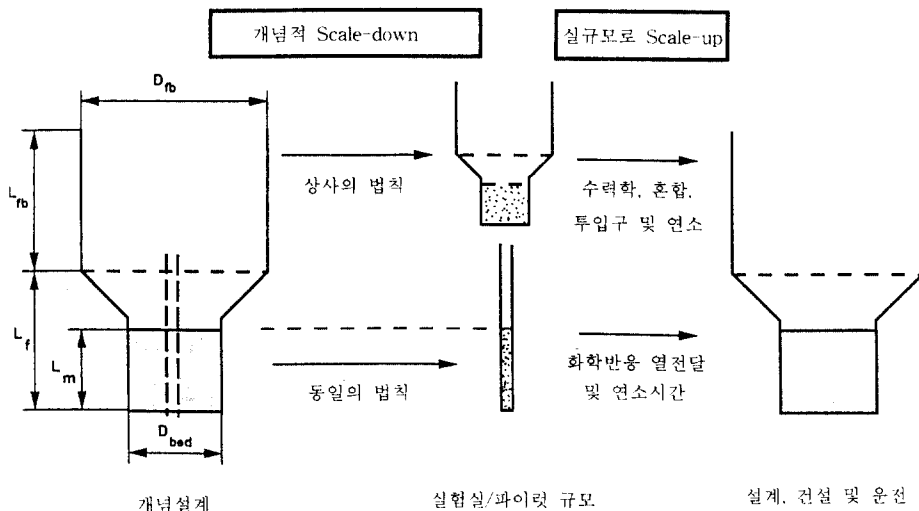 개념적 Scale-down
실규모로 Scale-up
D_fb
L_fb
상사의 법칙
수력학, 혼합,
투입구 및 연소
L_f
L_m
동일의 법칙
화학반응 열전달
및 연소시간
D_bed
개념설계
실험실/파이럿 규모
설계, 건설 및 운전